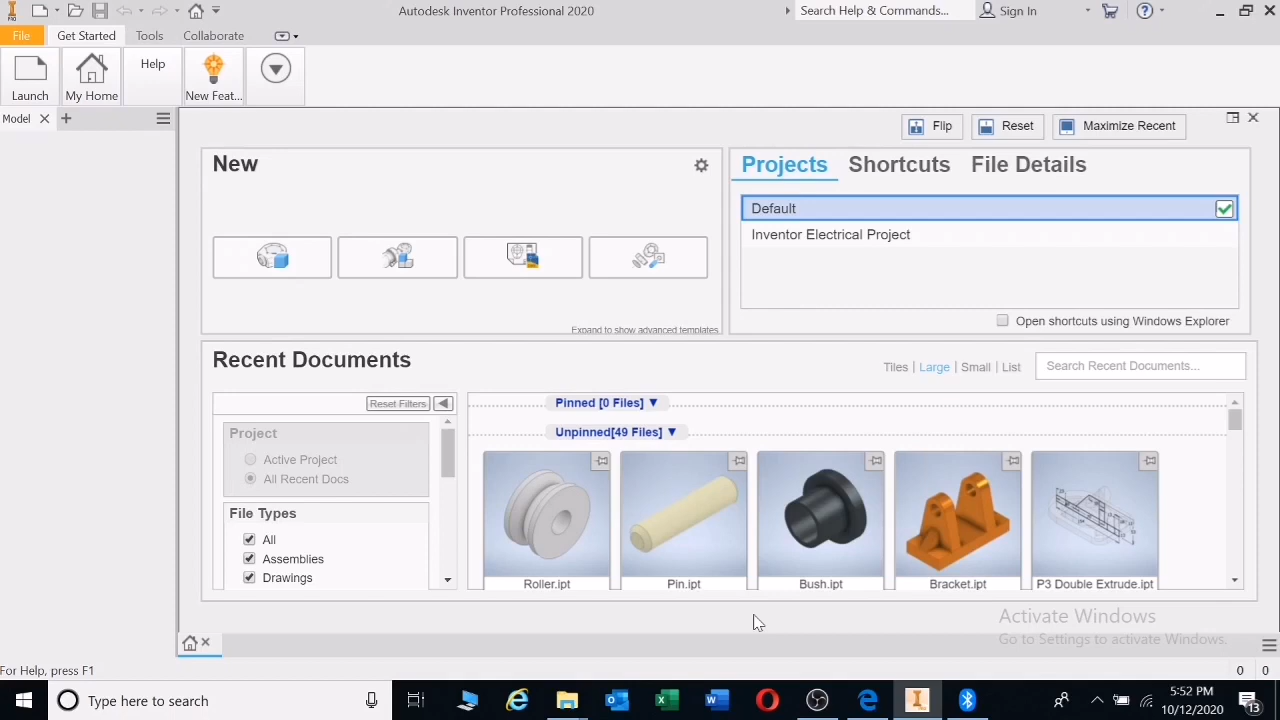 Autodesk Inventor Professional 2020
Search Help & Commands...
Sign In
File
Get Started
Tools
Collaborate
Launch
My Home
Help
New Feat...
Model
Flip
Reset
Maximize Recent
New
Expand to show advanced templates
Projects
Shortcuts
File Details
Default
Inventor Electrical Project
Open shortcuts using Windows Explorer
Recent Documents
Tiles | Large | Small | List
Search Recent Documents...
Reset Filters
Project
Active Project
All Recent Docs
File Types
All
Assemblies
Drawings
Pinned [0 Files]
Unpinned[49 Files]
Roller.ipt
Pin.ipt
Bush.ipt
Bracket.ipt
P3 Double Extrude.ipt
Activate Windows
Go to Settings to activate Windows.
For Help, press F1
0 0
Type here to search
5:52 PM
10/12/2020
13